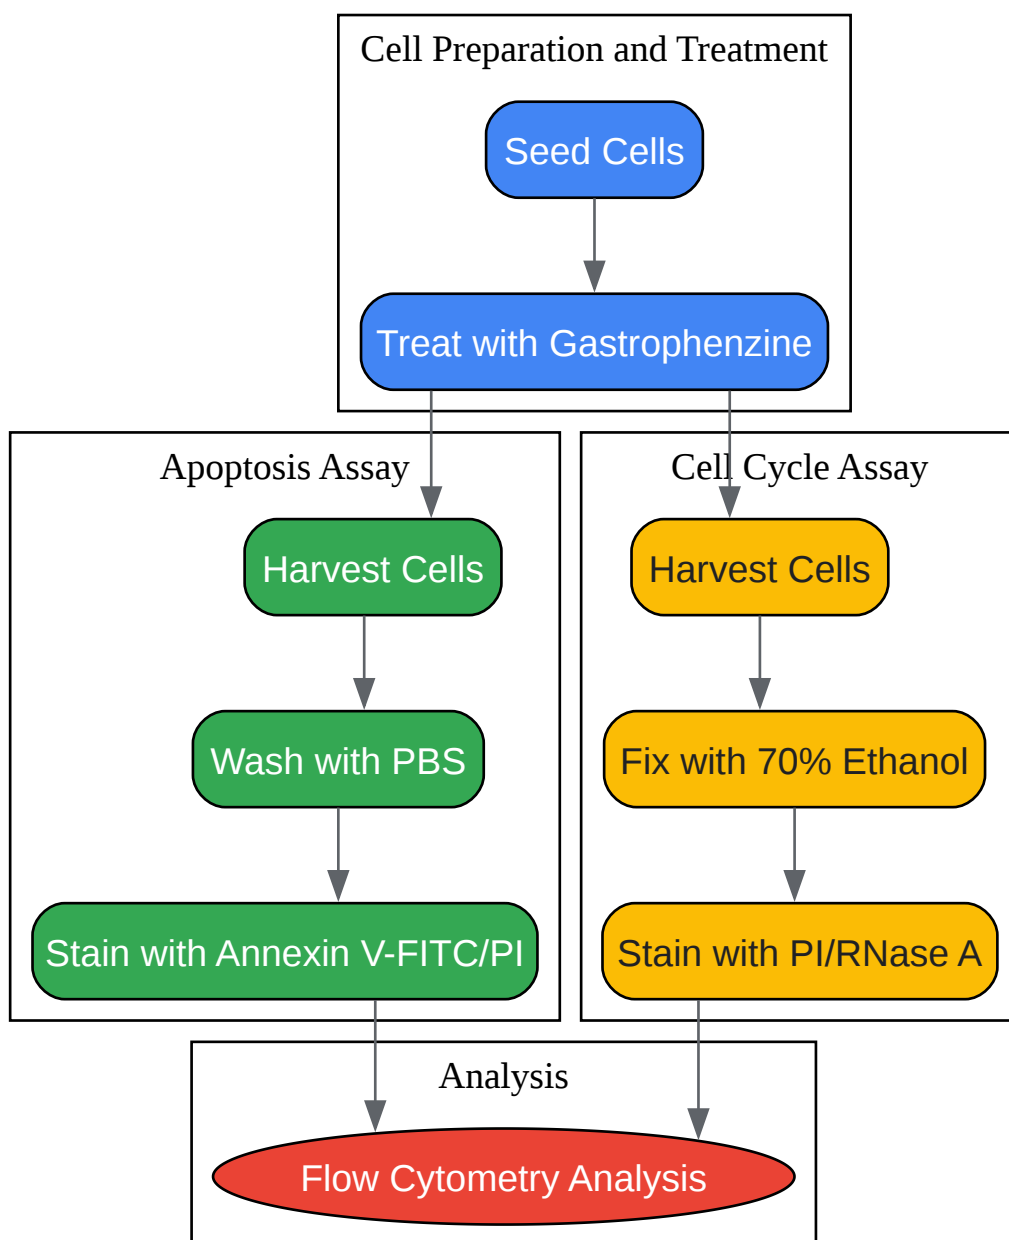 Cell Preparation and Treatment
Seed Cells
Treat with Gastrophenzine
Apoptosis Assay
Harvest Cells
Wash with PBS
Stain with Annexin V-FITC/PI
Cell Cycle Assay
Harvest Cells
Fix with 70% Ethanol
Stain with PI/RNase A
Analysis
Flow Cytometry Analysis